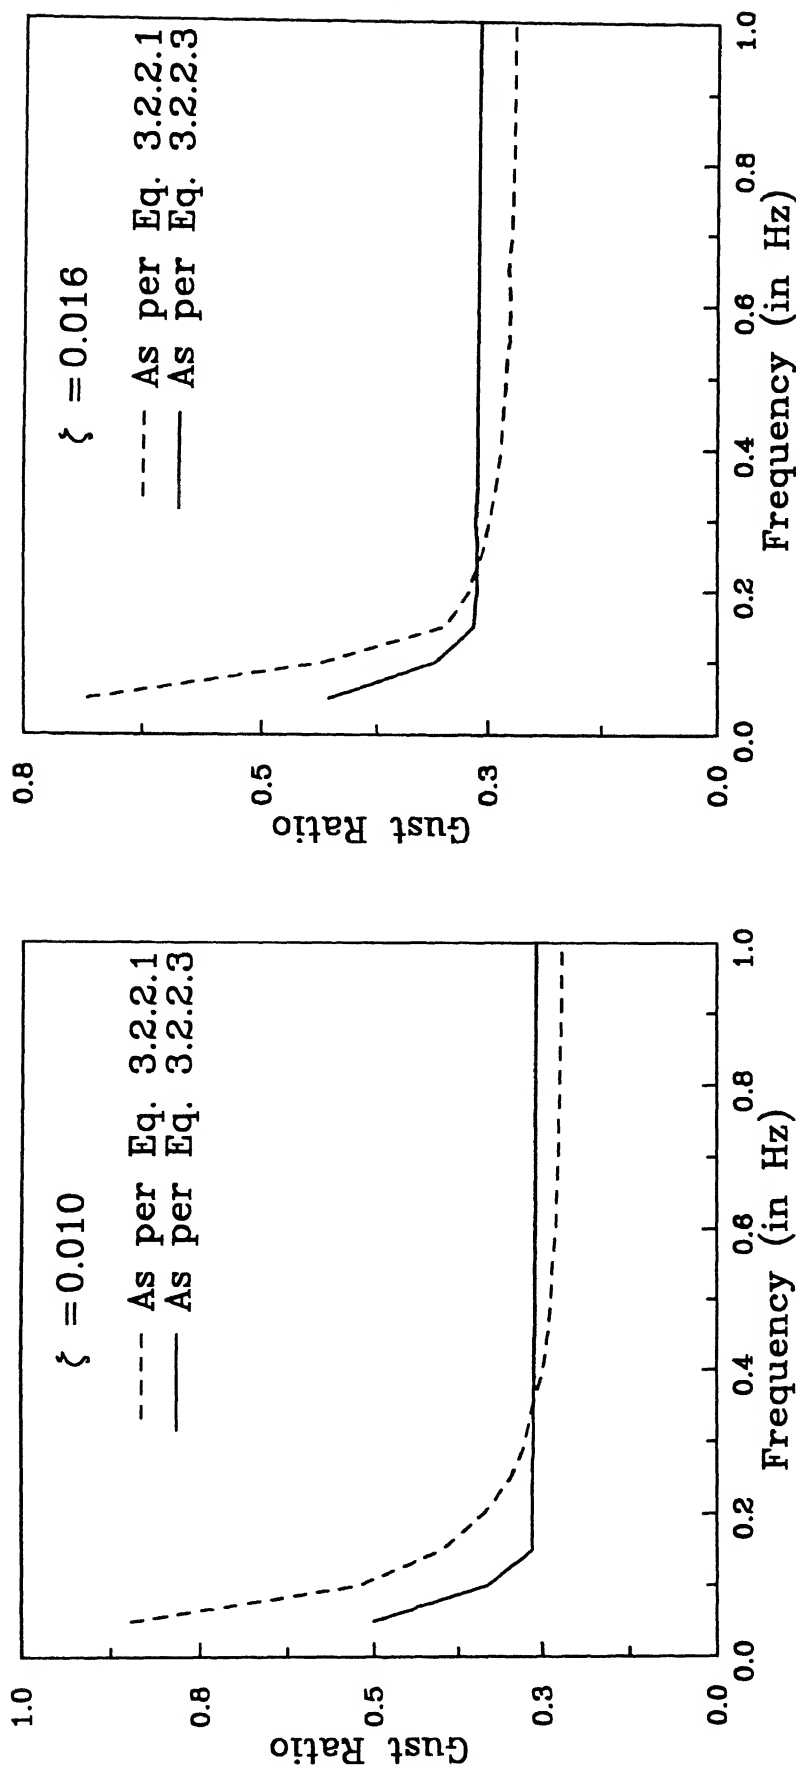 ζ = 0.010
As per Eq. 3.2.2.1
As per Eq. 3.2.2.3
Gust Ratio
1.0
0.8
0.5
0.3
0.0
0.0 0.2 0.4 0.6 0.8 1.0
Frequency (in Hz)
ζ = 0.016
As per Eq. 3.2.2.1
As per Eq. 3.2.2.3
Gust Ratio
0.8
0.5
0.3
0.0
0.0 0.2 0.4 0.6 0.8 1.0
Frequency (in Hz)